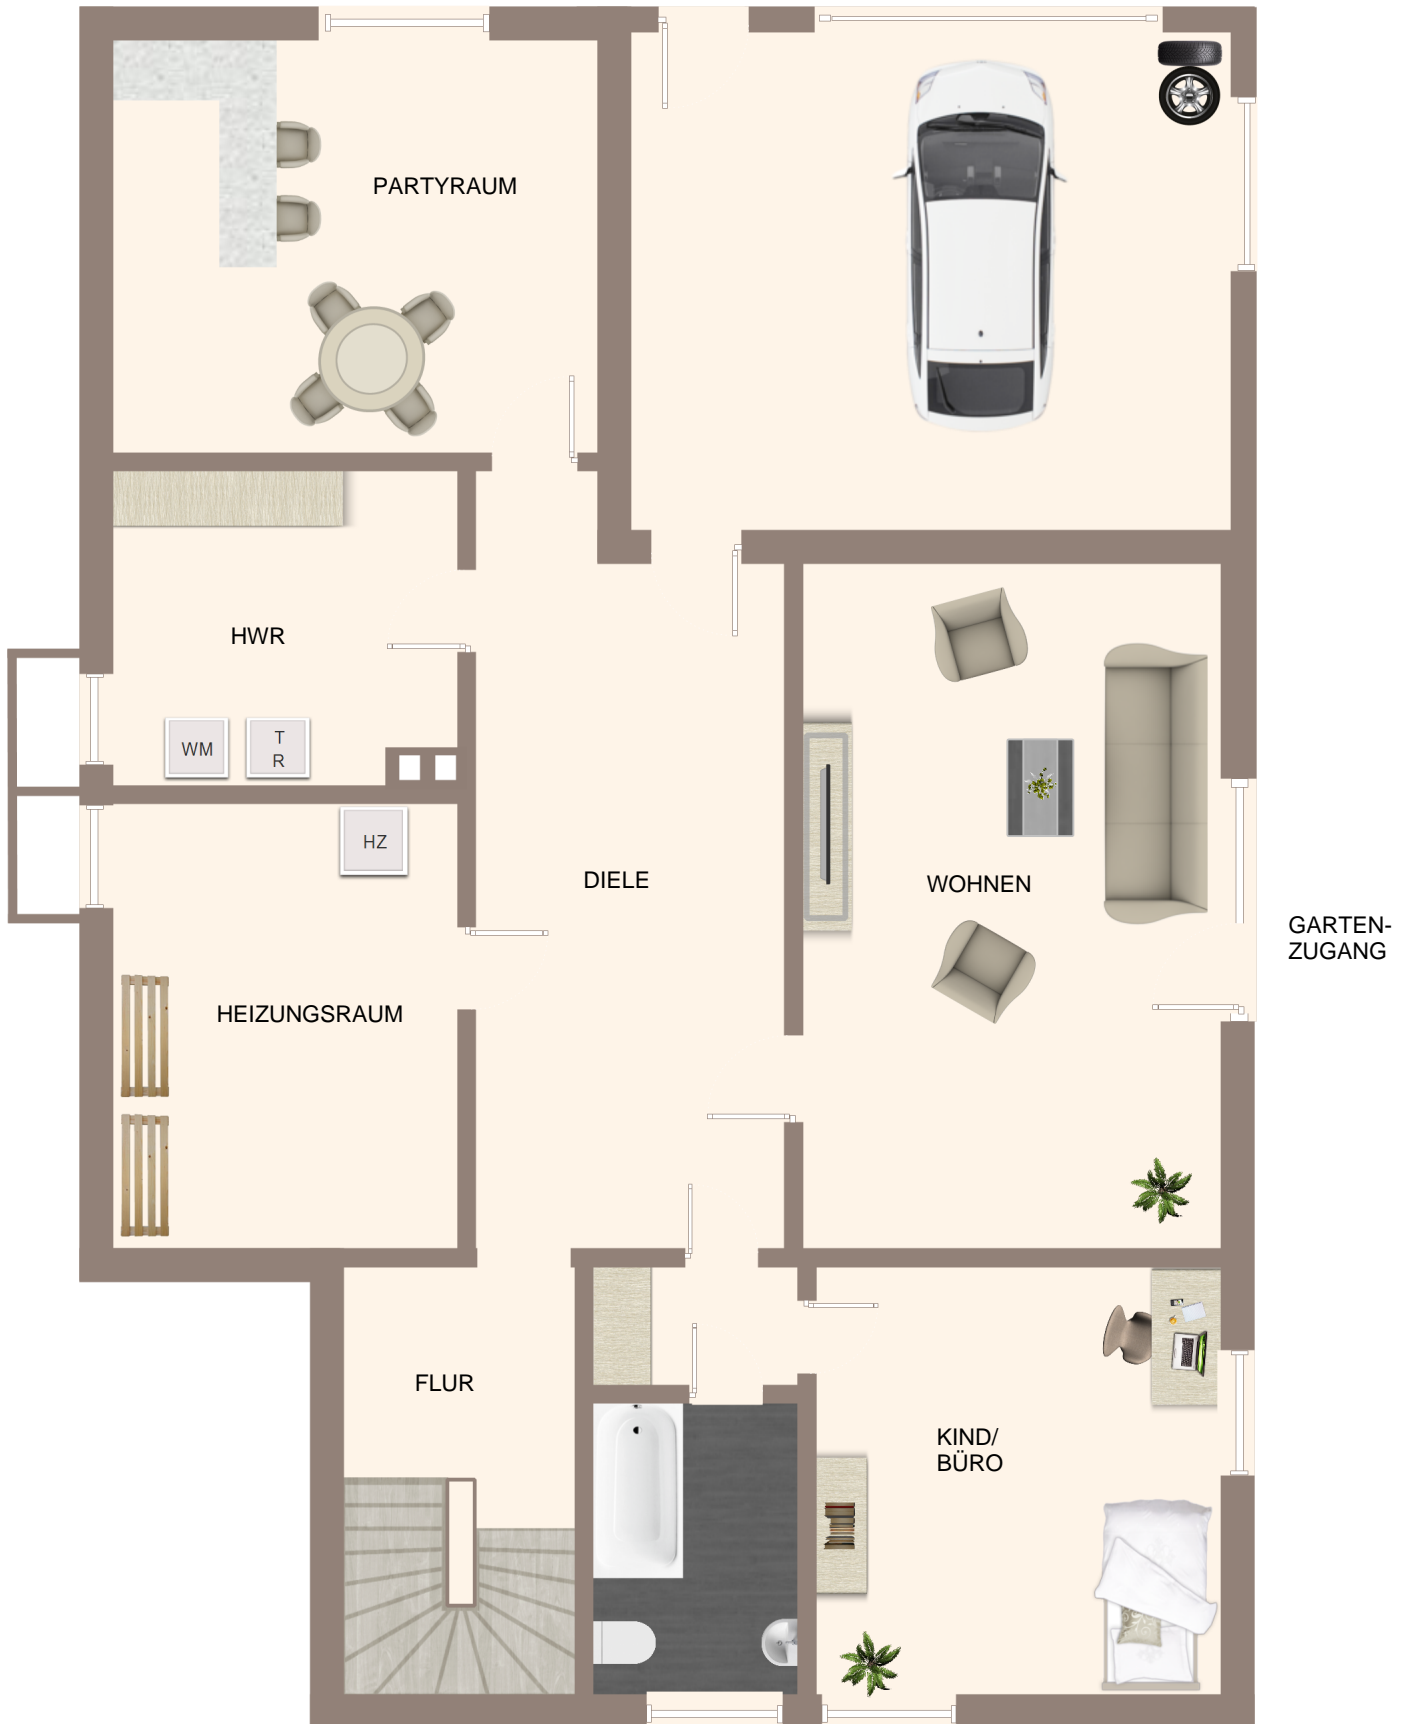 PARTYRAUM
HWR
WM
T
R
HZ
DIELE
WOHNEN
GARTEN-
ZUGANG
HEIZUNGSRAUM
FLUR
KIND/
BÜRO